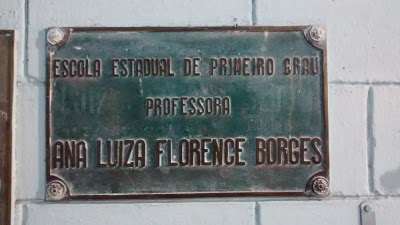 ESCOLA ESTADUAL DE PRIMEIRO GRAU
PROFESSORA
ANA LUIZA FLORENCE BORGES